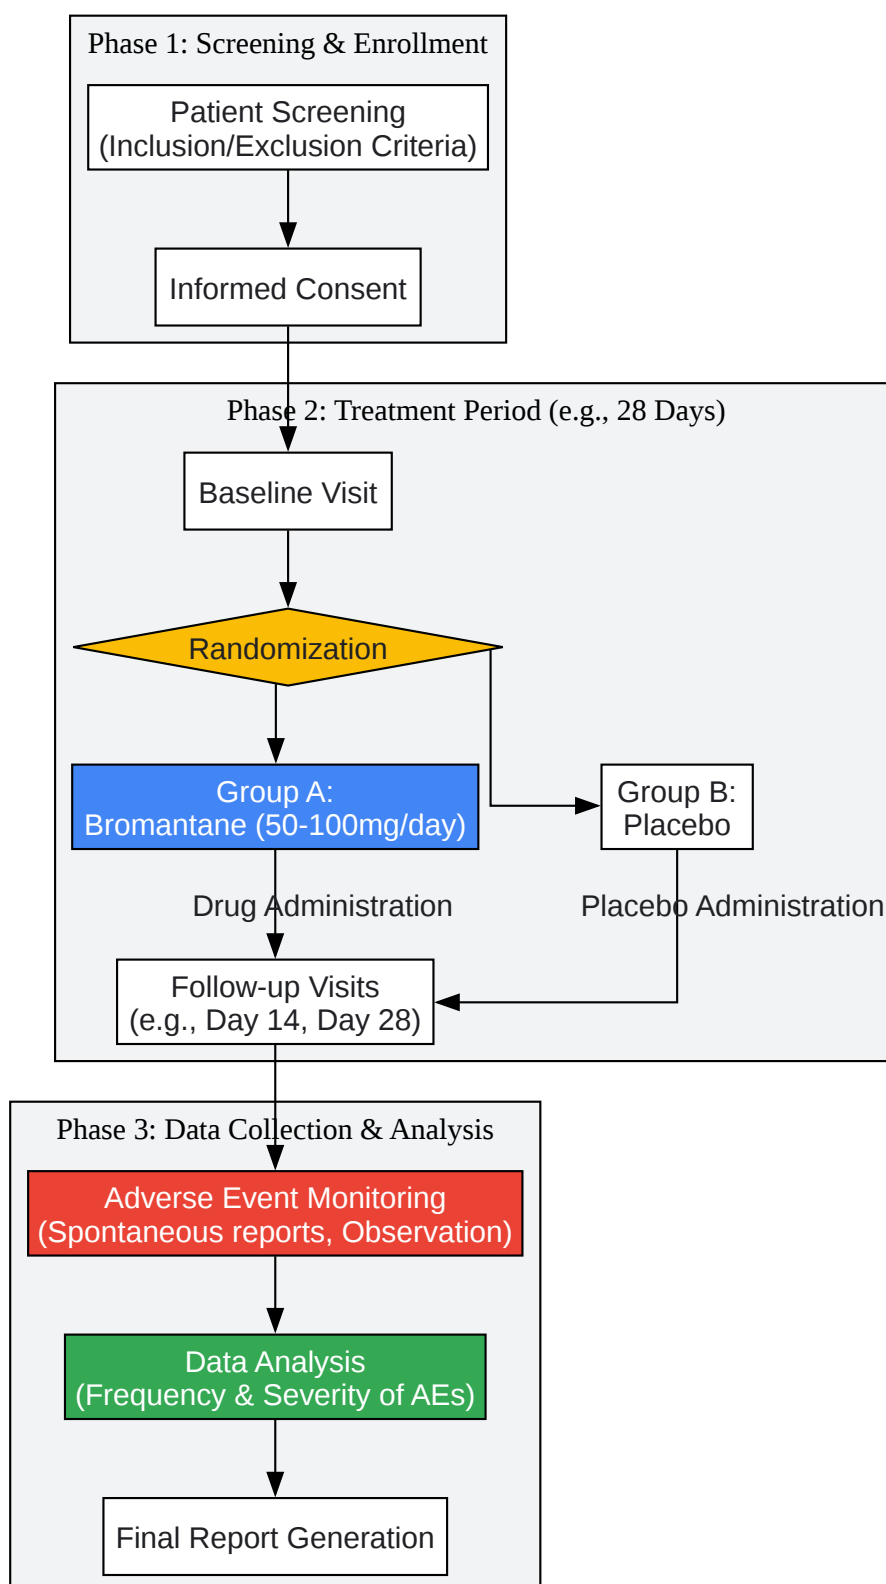 Phase 1: Screening & Enrollment
Patient Screening
(Inclusion/Exclusion Criteria)
Informed Consent
Phase 2: Treatment Period (e.g., 28 Days)
Baseline Visit
Randomization
Group A:
Bromantane (50-100mg/day)
Group B:
Placebo
Drug Administration
Placebo Administration
Follow-up Visits
(e.g., Day 14, Day 28)
Phase 3: Data Collection & Analysis
Adverse Event Monitoring
(Spontaneous reports, Observation)
Data Analysis
(Frequency & Severity of AEs)
Final Report Generation